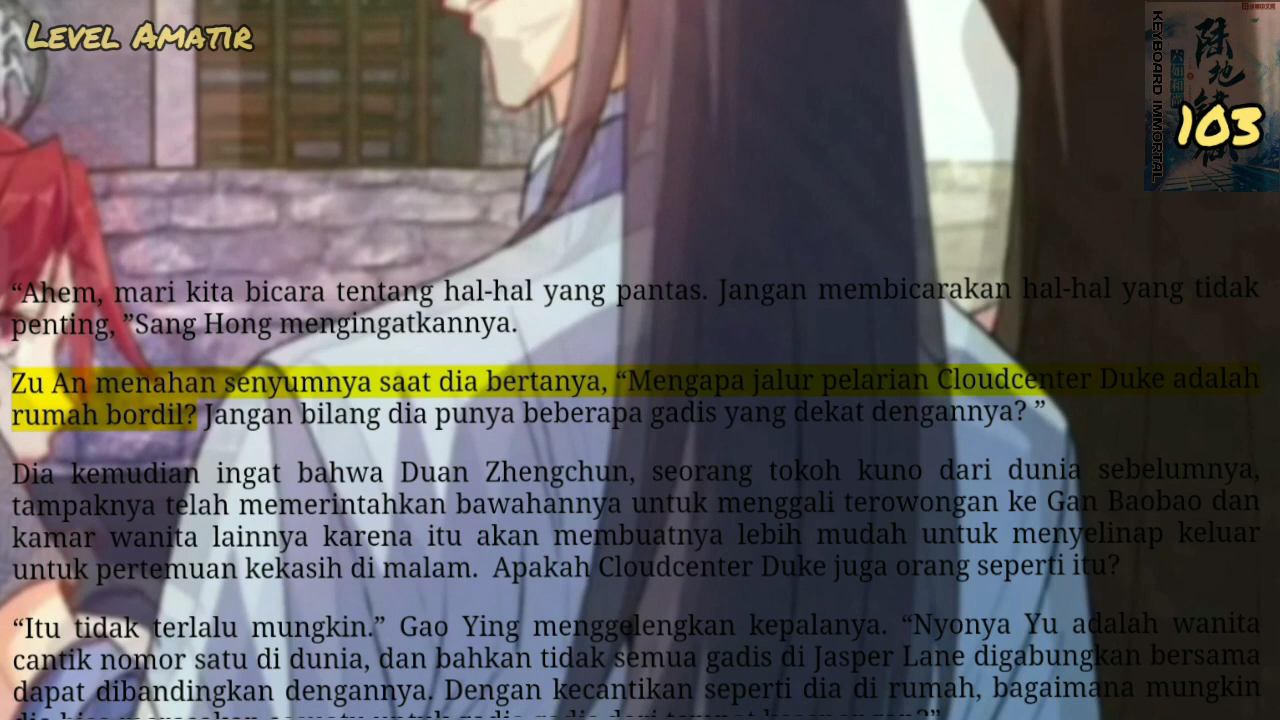 Level Amatir
KEYBOARD IMMORTAL
陆地
103
“Ahem, mari kita bicara tentang hal-hal yang pantas. Jangan membicarakan hal-hal yang tidak
penting, ”Sang Hong mengingatkannya.
Zu An menahan senyumnya saat dia bertanya, “Mengapa jalur pelarian Cloudcenter Duke adalah
rumah bordil? Jangan bilang dia punya beberapa gadis yang dekat dengannya? ”
Dia kemudian ingat bahwa Duan Zhengchun, seorang tokoh kuno dari dunia sebelumnya,
tampaknya telah memerintahkan bawahannya untuk menggali terowongan ke Gan Baobao dan
kamar wanita lainnya karena itu akan membuatnya lebih mudah untuk menyelinap keluar
untuk pertemuan kekasih di malam. Apakah Cloudcenter Duke juga orang seperti itu?
“Itu tidak terlalu mungkin.” Gao Ying menggelengkan kepalanya. “Nyonya Yu adalah wanita
cantik nomor satu di dunia, dan bahkan tidak semua gadis di Jasper Lane digabungkan bersama
dapat dibandingkan dengannya. Dengan kecantikan seperti dia di rumah, bagaimana mungkin